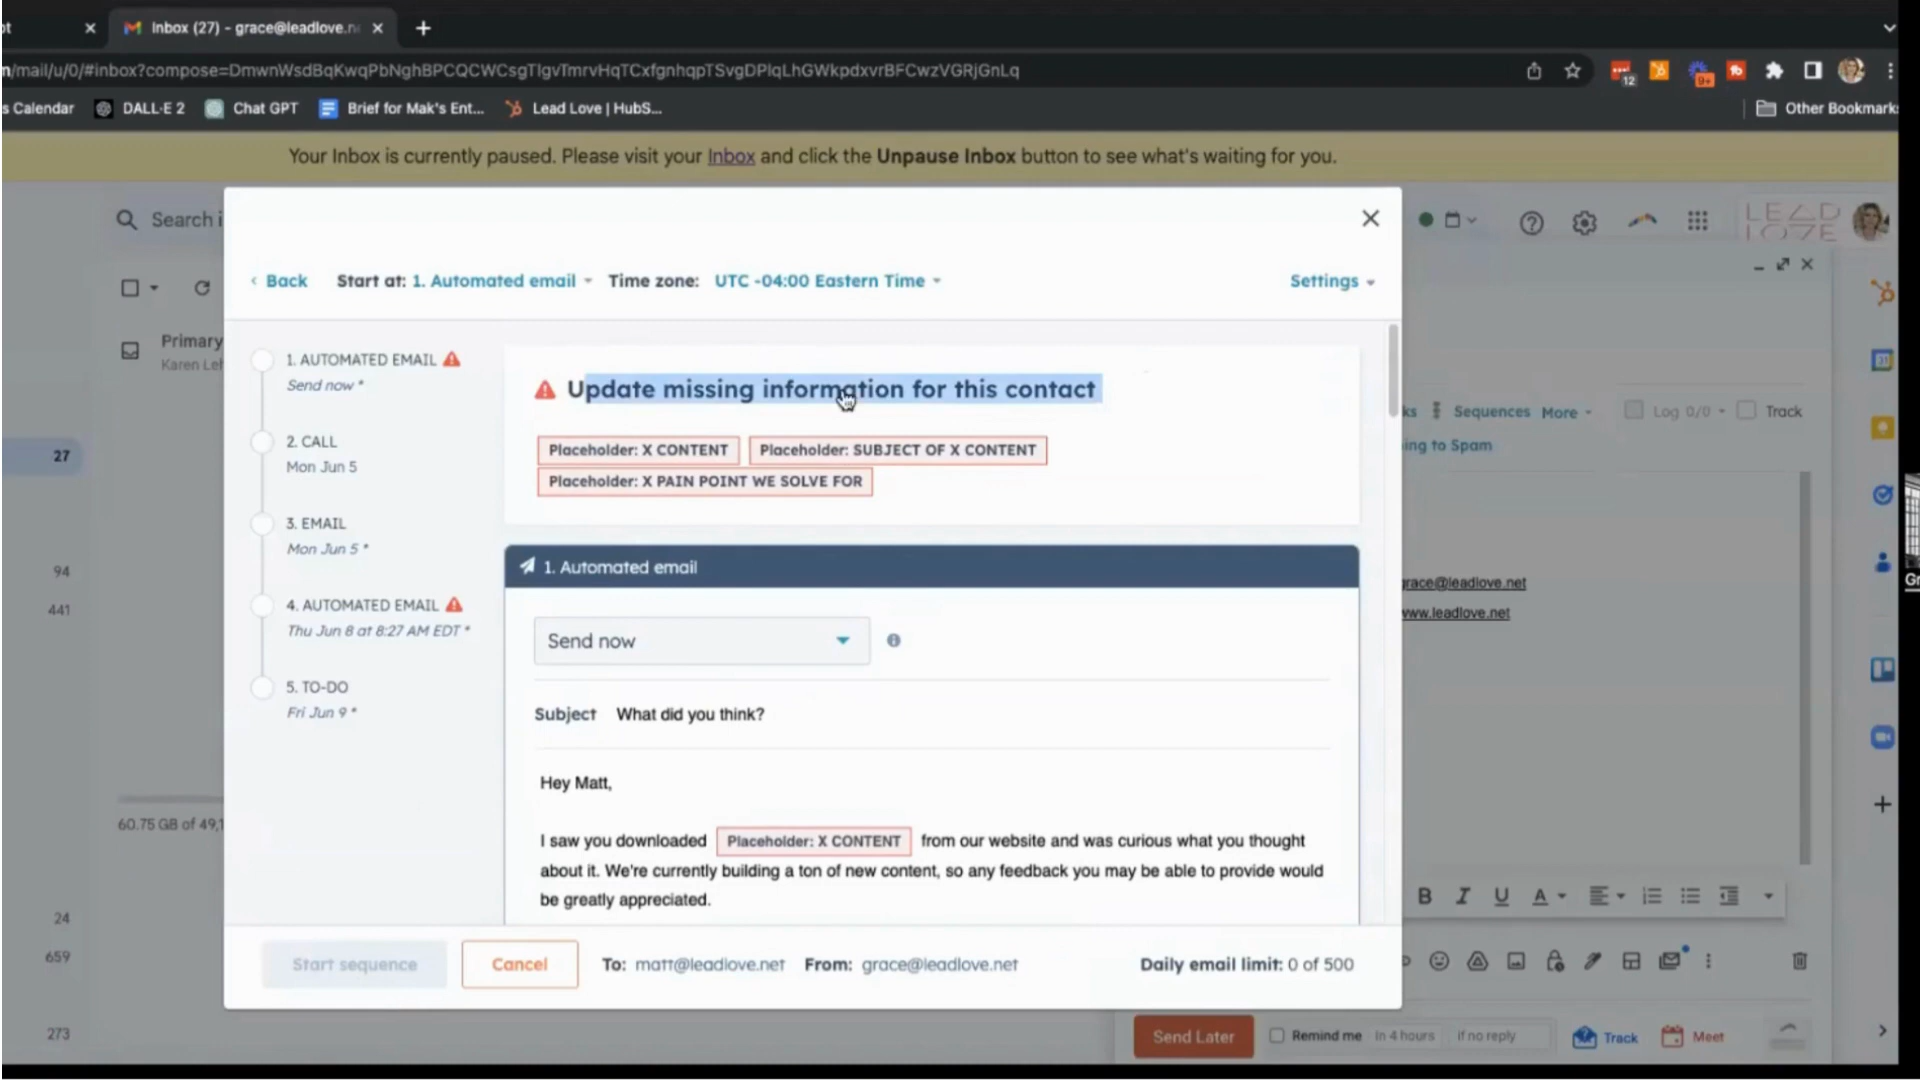 Inbox (27) - grace@leadlove.n
/mail/u/0/#inbox?compose=DmwnWsdBqKwqPbNghBPCQCWCsgTlgvTmrvHqTCxfgnhqpTSvgDPlqLhGWkpdxvrBFCwzVGRjGnLq
12
9+
s Calendar
DALL·E 2
Chat GPT
Brief for Mak's Ent...
Lead Love | HubS...
Other Bookmark
Your Inbox is currently paused. Please visit your Inbox and click the Unpause Inbox button to see what's waiting for you.
Search i
LEAD
LOVE
Back
Start at: 1. Automated email
Time zone: UTC -04:00 Eastern Time
Settings
Primary
Karen Leh
1. AUTOMATED EMAIL
Send now *
2. CALL
Mon Jun 5
3. EMAIL
Mon Jun 5 *
4. AUTOMATED EMAIL
Thu Jun 8 at 8:27 AM EDT *
5. TO-DO
Fri Jun 9 *
Update missing information for this contact
Placeholder: X CONTENT
Placeholder: SUBJECT OF X CONTENT
Placeholder: X PAIN POINT WE SOLVE FOR
1. Automated email
Send now
Subject What did you think?
Hey Matt,
I saw you downloaded Placeholder: X CONTENT from our website and was curious what you thought
about it. We're currently building a ton of new content, so any feedback you may be able to provide would
be greatly appreciated.
Start sequence
Cancel
To: matt@leadlove.net
From: grace@leadlove.net
Daily email limit: 0 of 500
27
94
441
60.75 GB of 49,1
24
659
273
ks
Sequences
More
Log 0/0
Track
ing to Spam
grace@leadlove.net
www.leadlove.net
Gr
B I U A
Send Later
Remind me
In 4 hours
if no reply
Track
Meet